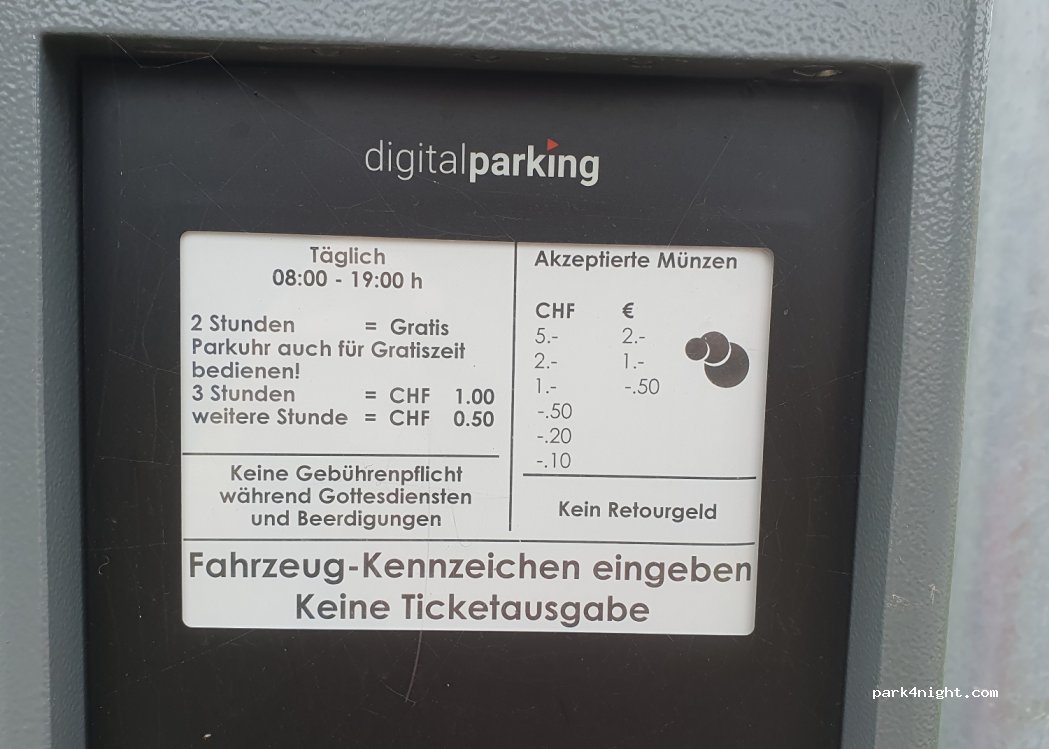 digitalparking
Täglich
08:00 - 19:00 h
2 Stunden = Gratis
Parkuhr auch für Gratiszeit
bedienen!
3 Stunden = CHF 1.00
weitere Stunde = CHF 0.50
Keine Gebührenpflicht
während Gottesdiensten
und Beerdigungen
Akzeptierte Münzen
CHF €
5.- 2.-
2.- 1.-
1.- -.50
-.50
-.20
-.10
Kein Retourgeld
Fahrzeug-Kennzeichen eingeben
Keine Ticketausgabe
park4night.com